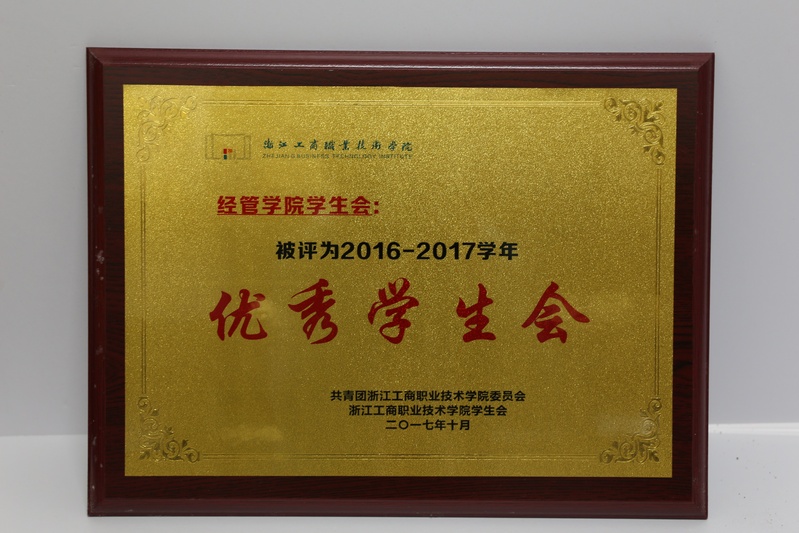 浙江工商職業技術学院
ZHEJIANG BUSINESS TECHNOLOGY INSTITUTE
经管学院学生会：
被评为2016-2017学年
优秀学生会
共青团浙江工商职业技术学院委员会
浙江工商职业技术学院学生会
二〇一七年十月